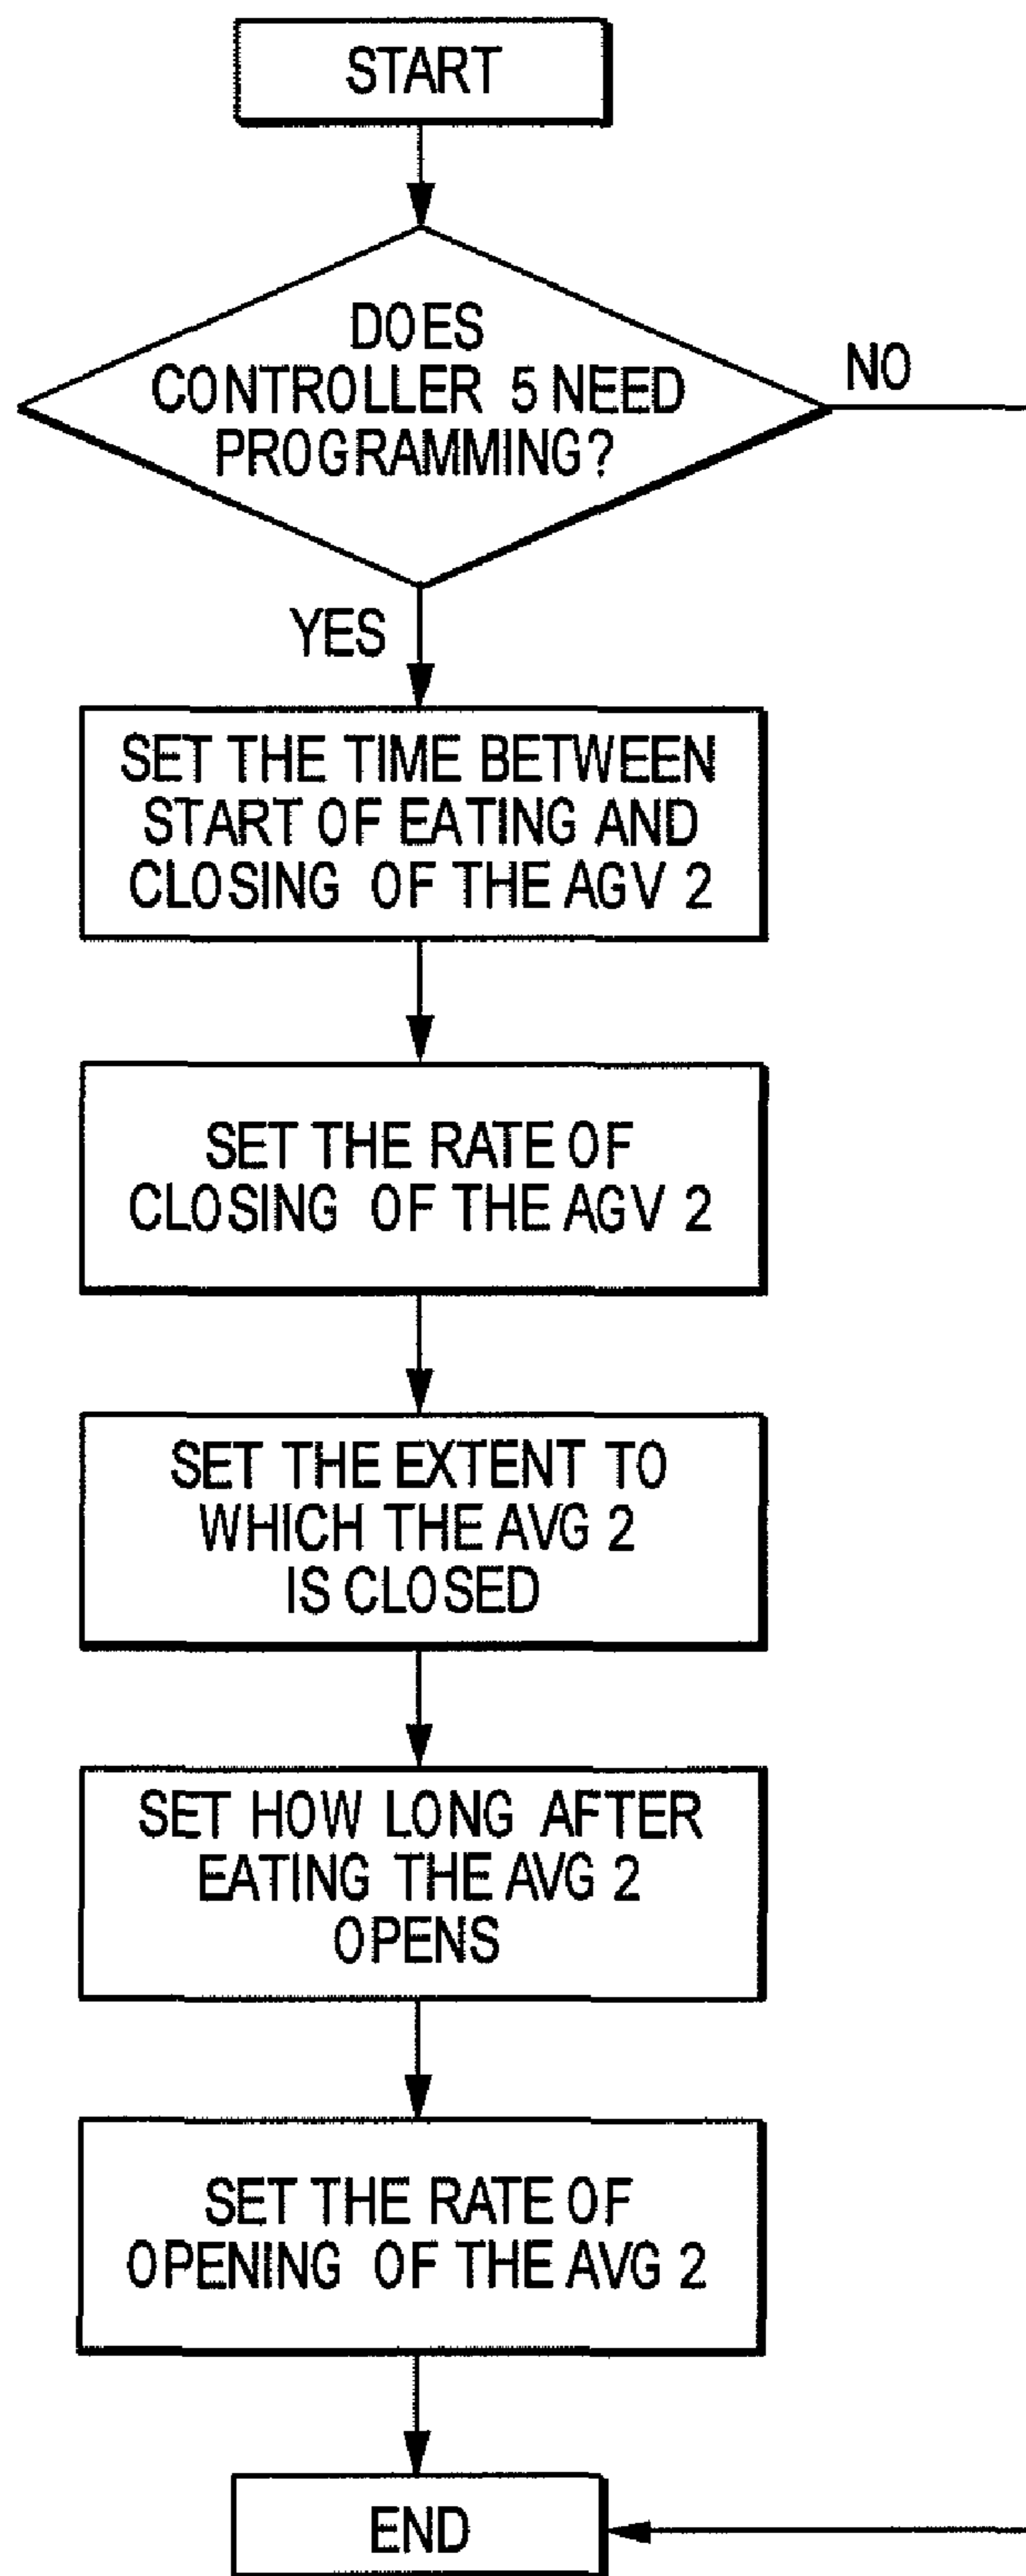 START
DOES
CONTROLLER 5 NEED
PROGRAMMING?
NO
YES
SET THE TIME BETWEEN
START OF EATING AND
CLOSING OF THE AGV 2
SET THE RATE OF
CLOSING OF THE AGV 2
SET THE EXTENT TO
WHICH THE AVG 2
IS CLOSED
SET HOW LONG AFTER
EATING THE AVG 2
OPENS
SET THE RATE OF
OPENING OF THE AVG 2
END